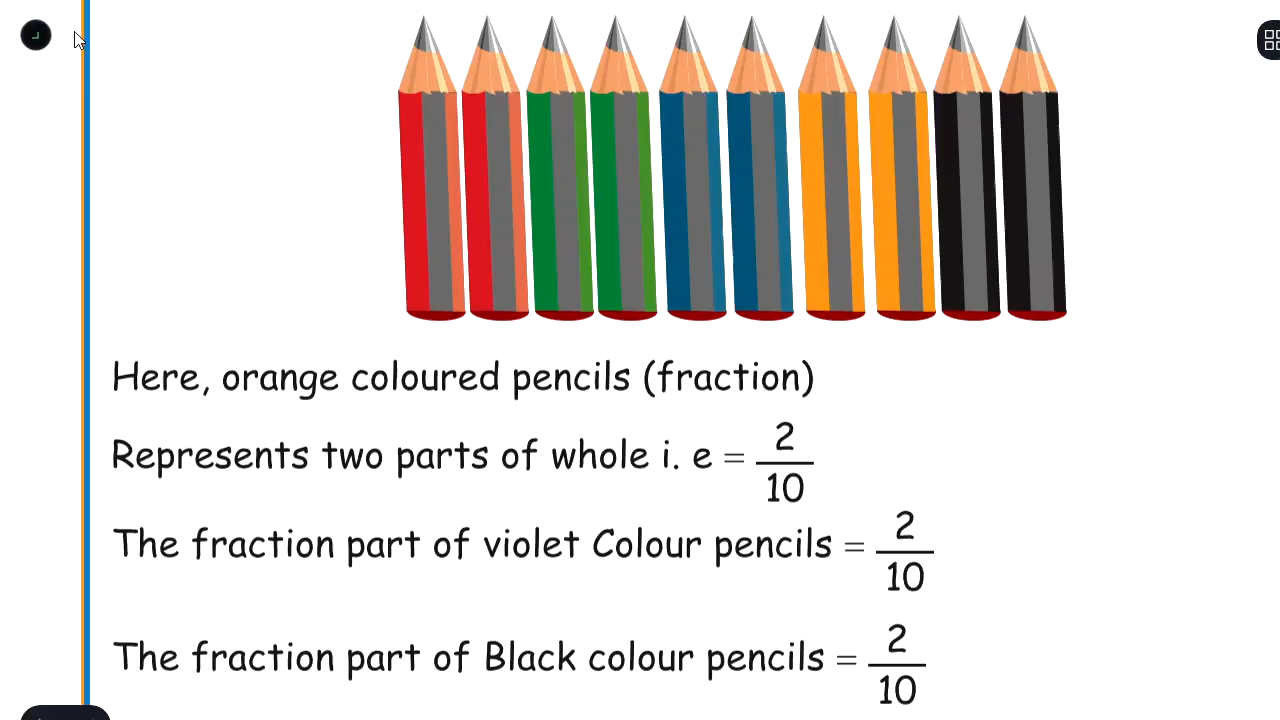 Here, orange coloured pencils (fraction)
Represents two parts of whole i. e = 2/10
The fraction part of violet Colour pencils = 2/10
The fraction part of Black colour pencils = 2/10